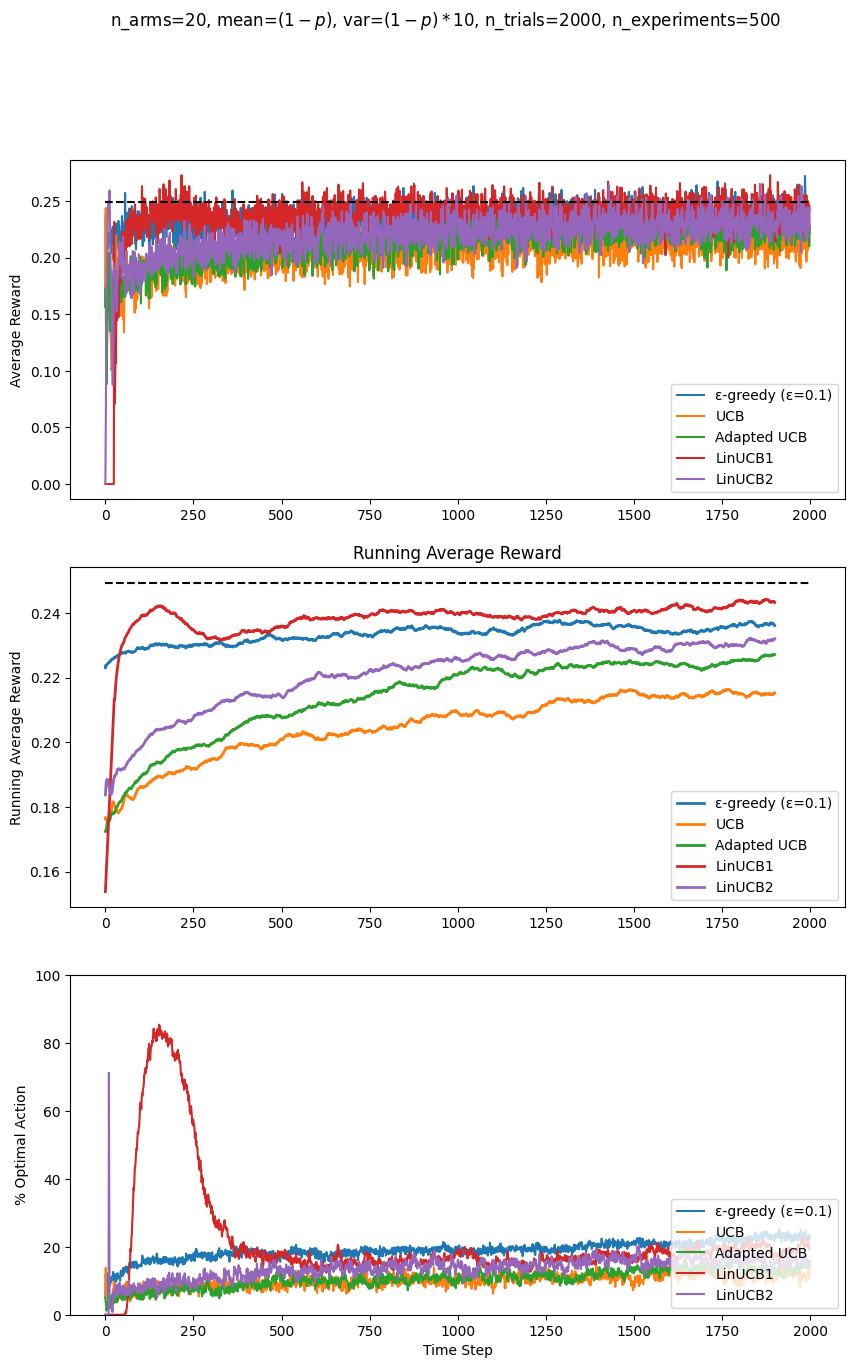 n_arms=20, mean=(1 − p), var=(1 − p) * 10, n_trials=2000, n_experiments=500
Average Reward
0.25
0.20
0.15
0.10
0.05
0.00
ε-greedy (ε=0.1)
UCB
Adapted UCB
LinUCB1
LinUCB2
0 250 500 750 1000 1250 1500 1750 2000
Running Average Reward
Running Average Reward
0.24
0.22
0.20
0.18
0.16
ε-greedy (ε=0.1)
UCB
Adapted UCB
LinUCB1
LinUCB2
0 250 500 750 1000 1250 1500 1750 2000
% Optimal Action
100
80
60
40
20
0
ε-greedy (ε=0.1)
UCB
Adapted UCB
LinUCB1
LinUCB2
0 250 500 750 1000 1250 1500 1750 2000
Time Step